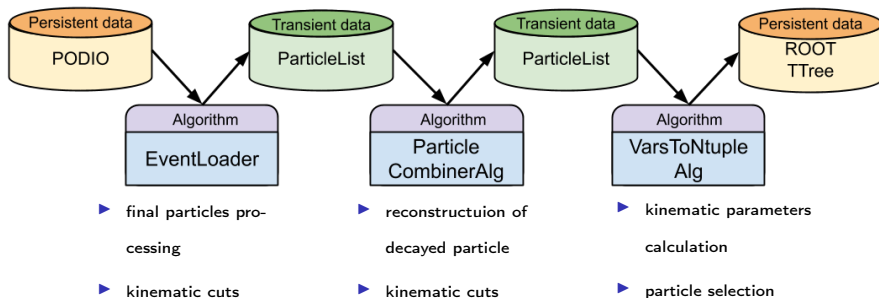 Persistent data
PODIO
Transient data
ParticleList
Transient data
ParticleList
Persistent data
ROOT
TTree
Algorithm
EventLoader
Algorithm
Particle
CombinerAlg
Algorithm
VarsToNtuple
Alg
final particles pro-
cessing
kinematic cuts
reconstructuion of
decayed particle
kinematic cuts
kinematic parameters
calculation
particle selection